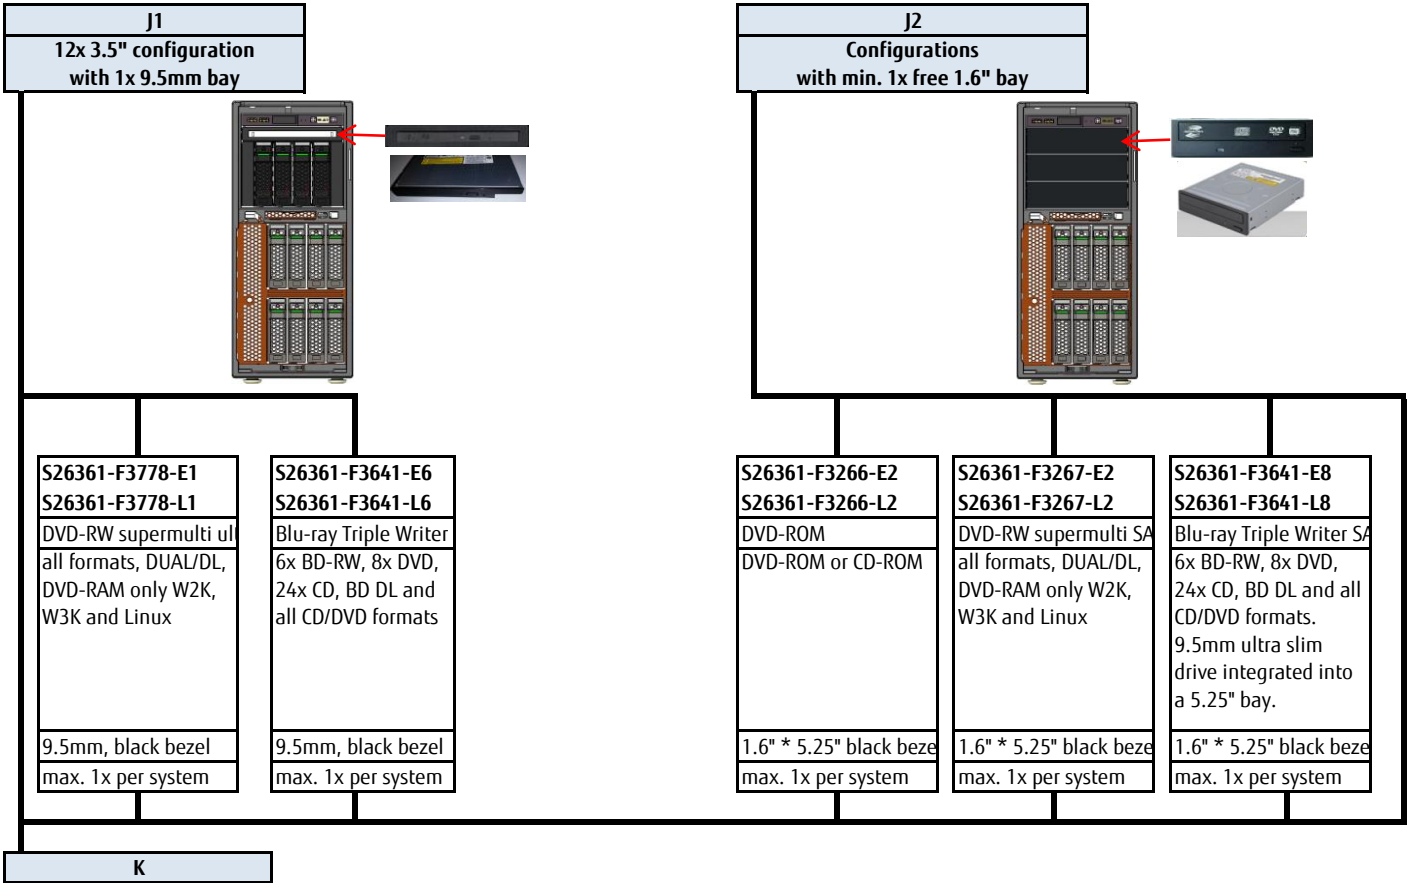 J1
12x 3.5" configuration
with 1x 9.5mm bay
J2
Configurations
with min. 1x free 1.6" bay
S26361-F3778-E1
S26361-F3778-L1
DVD-RW supermulti ul
all formats, DUAL/DL,
DVD-RAM only W2K,
W3K and Linux
9.5mm, black bezel
max. 1x per system
S26361-F3641-E6
S26361-F3641-L6
Blu-ray Triple Writer
6x BD-RW, 8x DVD,
24x CD, BD DL and
all CD/DVD formats
9.5mm, black bezel
max. 1x per system
S26361-F3266-E2
S26361-F3266-L2
DVD-ROM
DVD-ROM or CD-ROM
1.6" * 5.25" black beze
max. 1x per system
S26361-F3267-E2
S26361-F3267-L2
DVD-RW supermulti SA
all formats, DUAL/DL,
DVD-RAM only W2K,
W3K and Linux
1.6" * 5.25" black beze
max. 1x per system
S26361-F3641-E8
S26361-F3641-L8
Blu-ray Triple Writer SA
6x BD-RW, 8x DVD,
24x CD, BD DL and all
CD/DVD formats.
9.5mm ultra slim
drive integrated into
a 5.25" bay.
1.6" * 5.25" black beze
max. 1x per system
K